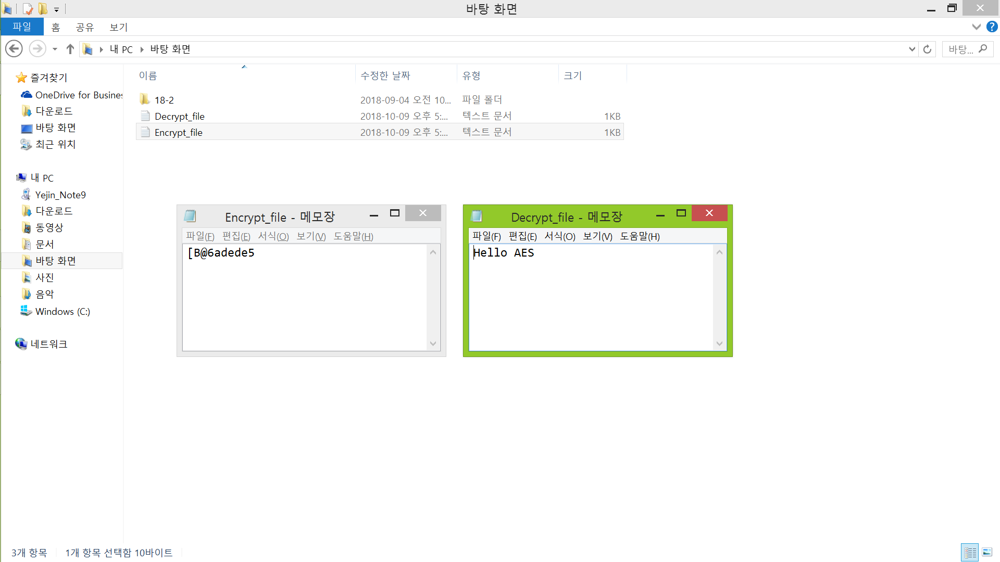 바탕 화면
파일 홈 공유 보기
내 PC 바탕 화면 바탕...
이름 수정한 날짜 유형 크기
18-2 2018-09-04 오전 10... 파일 폴더
Decrypt_file 2018-10-09 오후 5:... 텍스트 문서 1KB
Encrypt_file 2018-10-09 오후 5:... 텍스트 문서 1KB
즐겨찾기
OneDrive for Busines
다운로드
바탕 화면
최근 위치
내 PC
Yejin_Note9
다운로드
동영상
문서
바탕 화면
사진
음악
Windows (C:)
네트워크
Encrypt_file - 메모장
파일(F) 편집(E) 서식(O) 보기(V) 도움말(H)
[B@6adede5
Decrypt_file - 메모장
파일(F) 편집(E) 서식(O) 보기(V) 도움말(H)
Hello AES
3개 항목 1개 항목 선택함 10바이트